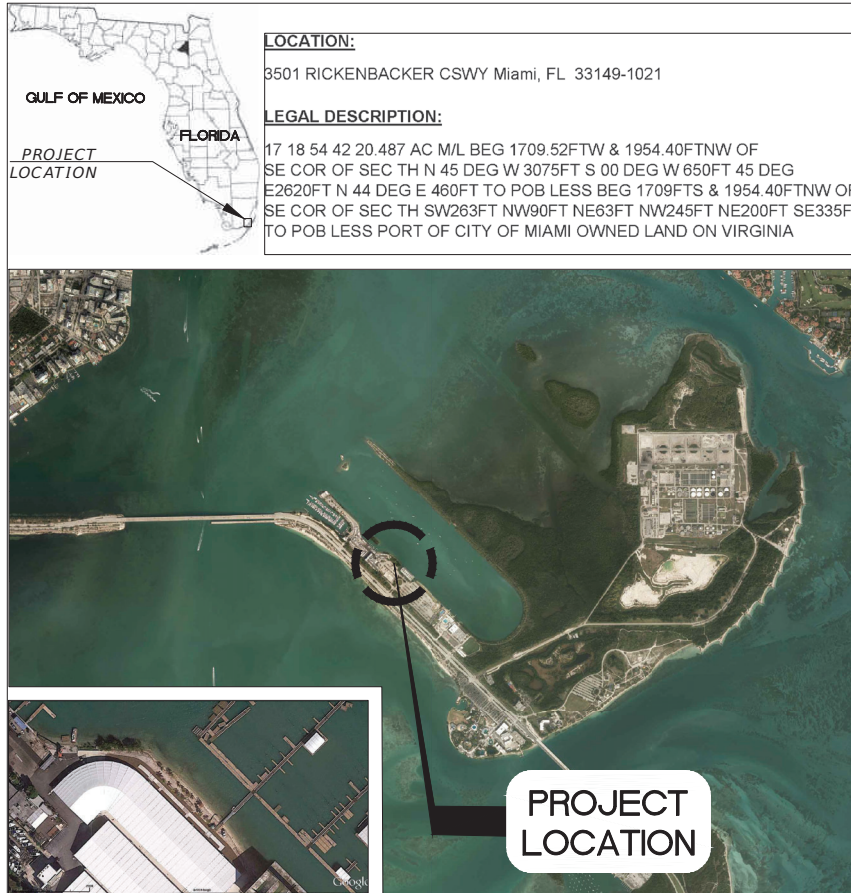 LOCATION:
3501 RICKENBACKER CSWY Miami, FL 33149-1021
LEGAL DESCRIPTION:
17 18 54 42 20.487 AC M/L BEG 1709.52FTW & 1954.40FTNW OF
SE COR OF SEC TH N 45 DEG W 3075FT S 00 DEG W 650FT 45 DEG
E2620FT N 44 DEG E 460FT TO POB LESS BEG 1709FTS & 1954.40FTNW OF
SE COR OF SEC TH SW263FT NW90FT NE63FT NW245FT NE200FT SE335F
TO POB LESS PORT OF CITY OF MIAMI OWNED LAND ON VIRGINIA
GULF OF MEXICO
FLORIDA
PROJECT
LOCATION
PROJECT
LOCATION
Google